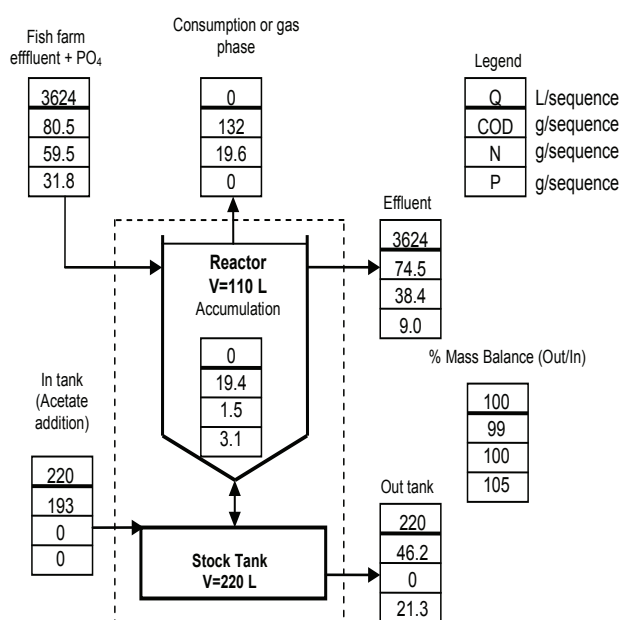 Fish farm
efffluent + PO4
3624
80.5
59.5
31.8
Consumption or gas
phase
0
132
19.6
0
Legend
Q L/sequence
COD g/sequence
N g/sequence
P g/sequence
Effluent
3624
74.5
38.4
9.0
Reactor
V=110 L
Accumulation
0
19.4
1.5
3.1
% Mass Balance (Out/In)
100
99
100
105
In tank
(Acetate
addition)
220
193
0
0
Out tank
220
46.2
0
21.3
Stock Tank
V=220 L